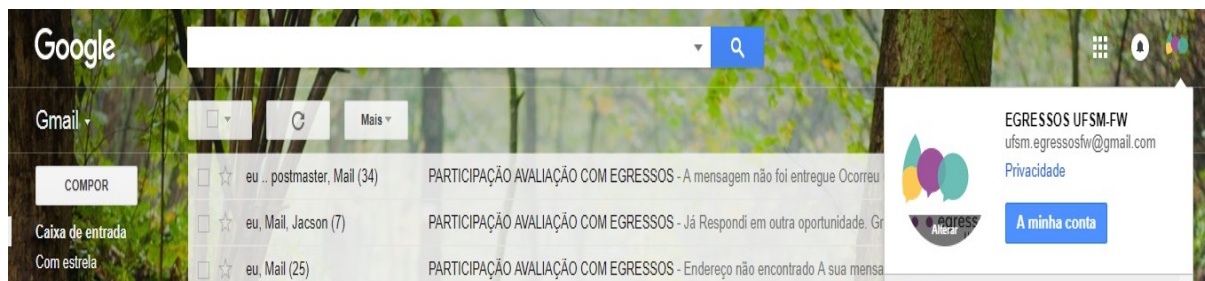 Google
Gmail
Mais
COMPOR
Caixa de entrada
Com estrela
eu .. postmaster, Mail (34) PARTICIPAÇÃO AVALIAÇÃO COM EGRESSOS - A mensagem não foi entregue Ocorreu
eu, Mail, Jacson (7) PARTICIPAÇÃO AVALIAÇÃO COM EGRESSOS - Já Respondi em outra oportunidade. Gr
eu, Mail (25) PARTICIPAÇÃO AVALIAÇÃO COM EGRESSOS - Endereço não encontrado A sua mensa
EGRESSOS UFSM-FW
ufsm.egressosfw@gmail.com
Privacidade
Alterar
A minha conta